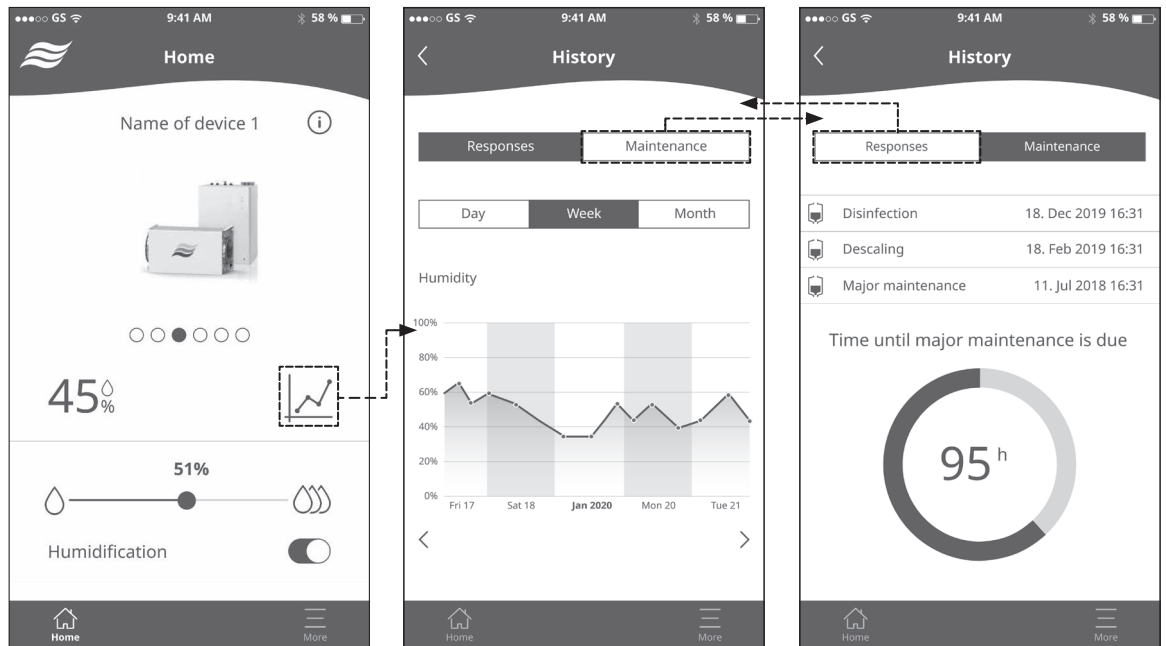 GS 9:41 AM 58 %
Home
Name of device 1
i
45 %
51%
Humidification
Home More
GS 9:41 AM 58 %
History
Responses Maintenance
Day Week Month
Humidity
100%
80%
60%
40%
20%
0%
Fri 17 Sat 18 Jan 2020 Mon 20 Tue 21
Home More
GS 9:41 AM 58 %
History
Responses Maintenance
Disinfection 18. Dec 2019 16:31
Descaling 18. Feb 2019 16:31
Major maintenance 11. Jul 2018 16:31
Time until major maintenance is due
95 h
Home More